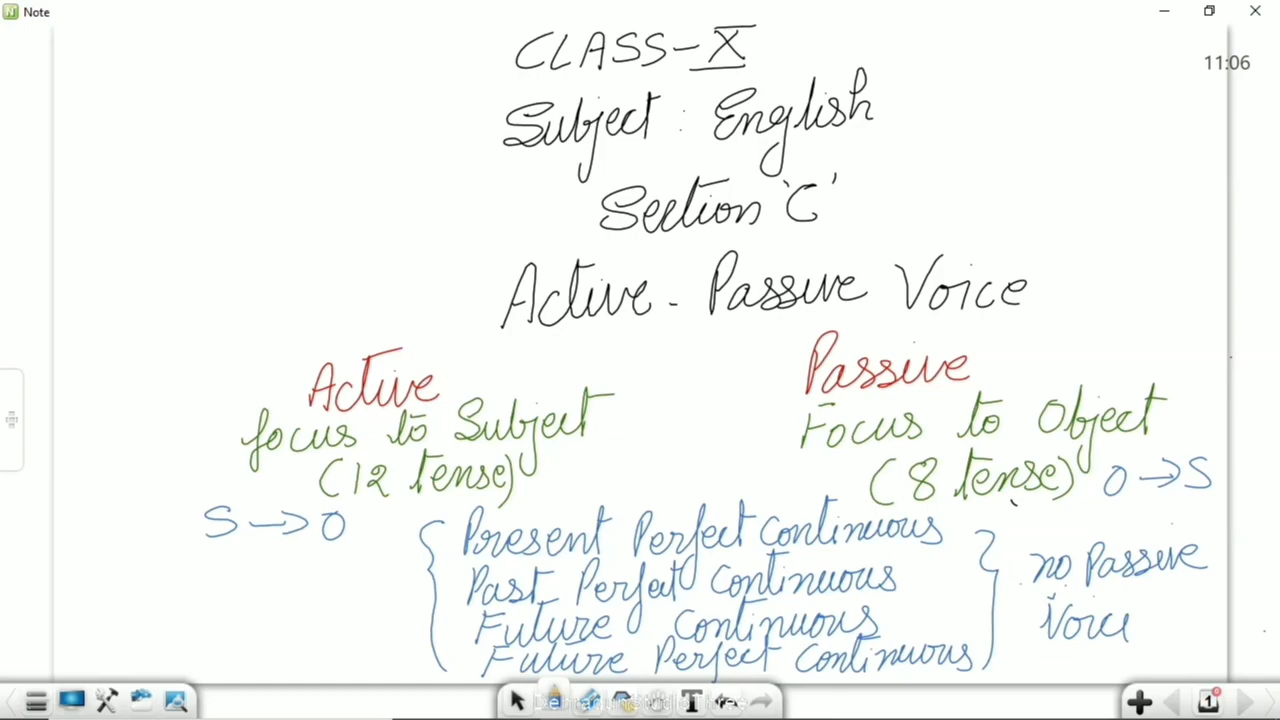 Note
11:06
CLASS-X
Subject : English
Section 'C'
Active - Passive Voice
Active
focus to Subject
(12 tense)
S → O
Passive
Focus to Object
(8 tense) O → S
Present Perfect Continuous
Past Perfect Continuous
Future Continuous
Future Perfect Continuous
no Passive
Voice
T
1